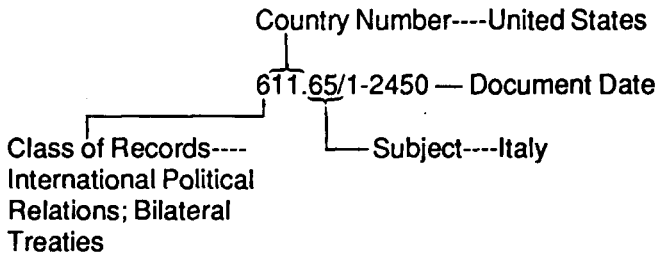 Country Number----United States
611.65/1-2450 — Document Date
Class of Records----
International Political
Relations; Bilateral
Treaties
Subject----Italy